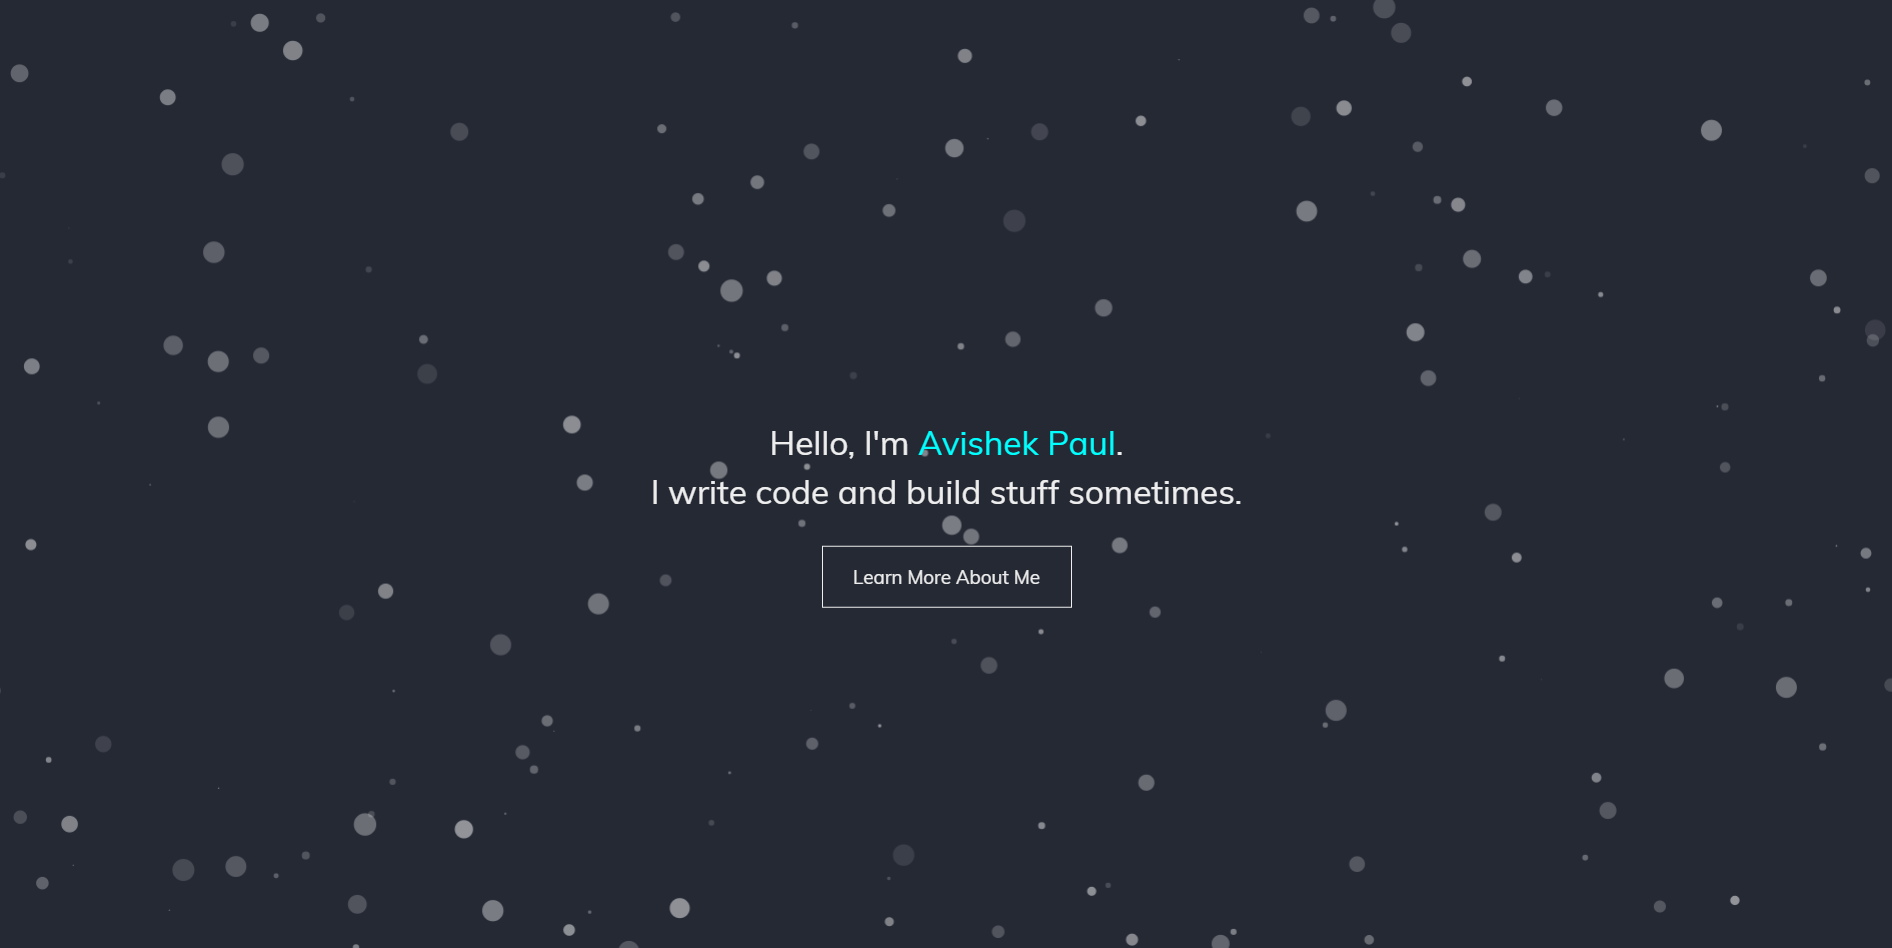 Hello, I'm Avishek Paul.
I write code and build stuff sometimes.
Learn More About Me